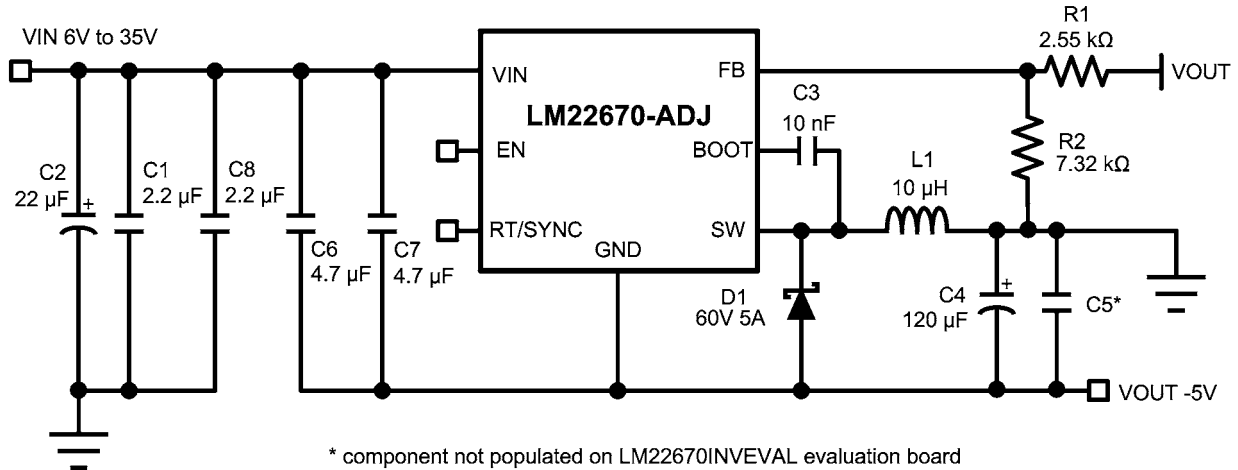 VIN 6V to 35V
R1
2.55 kΩ
VOUT
VIN
FB
LM22670-ADJ
C3
10 nF
EN
BOOT
R2
7.32 kΩ
L1
10 µH
C2
22 µF
+
C1
2.2 µF
C8
2.2 µF
RT/SYNC
SW
GND
C6
4.7 µF
C7
4.7 µF
D1
60V 5A
C4
120 µF
+
C5*
VOUT -5V
* component not populated on LM22670INVEVAL evaluation board